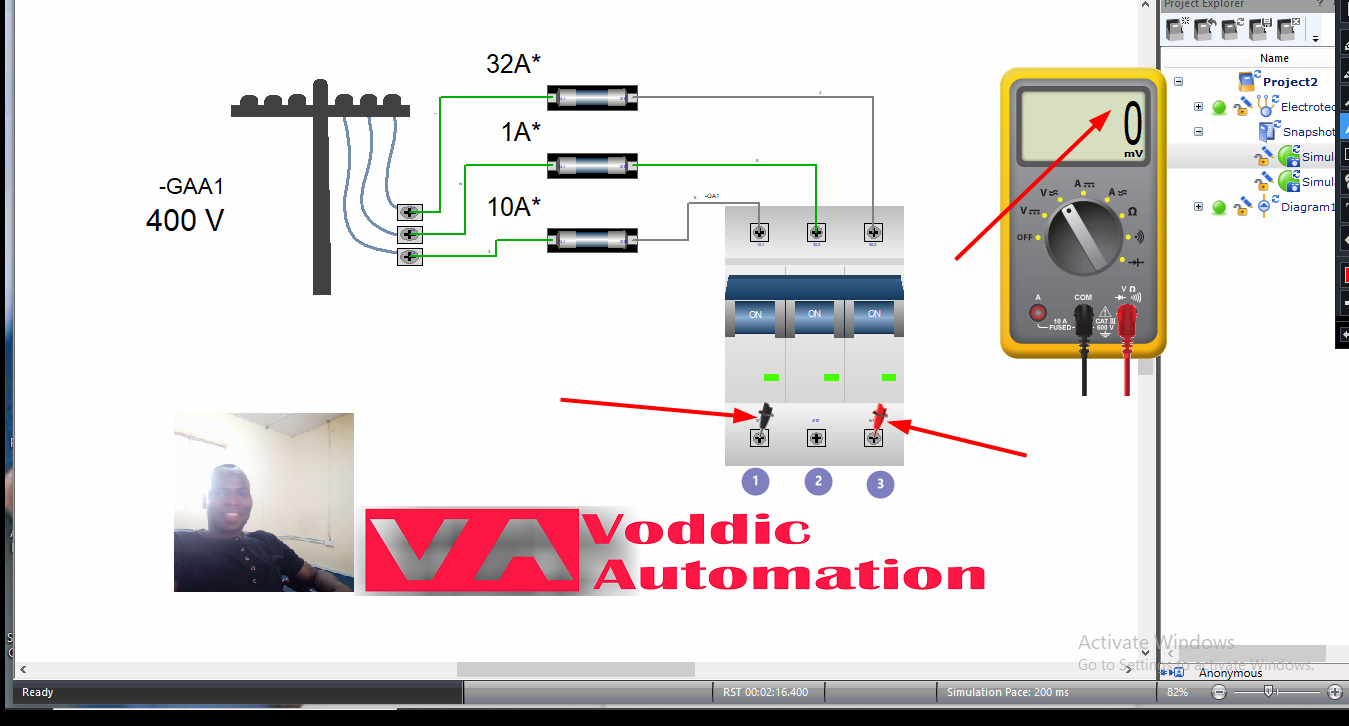 Project Explorer
?
Name
Project2
Electrotec
Snapshot
Simula
Simula
Diagram1
32A*
1A*
10A*
-GAA1
400 V
-QA1
ON
ON
ON
1
2
3
0
mV
V
A
A
V
Ω
OFF
A
COM
V Ω
10 A
FUSED
CAT III
600 V
VA
Voddic
Automation
Activate Windows
Go to Settings to activate Windows.
Anonymous
Ready
RST 00:02:16.400
Simulation Pace: 200 ms
82%